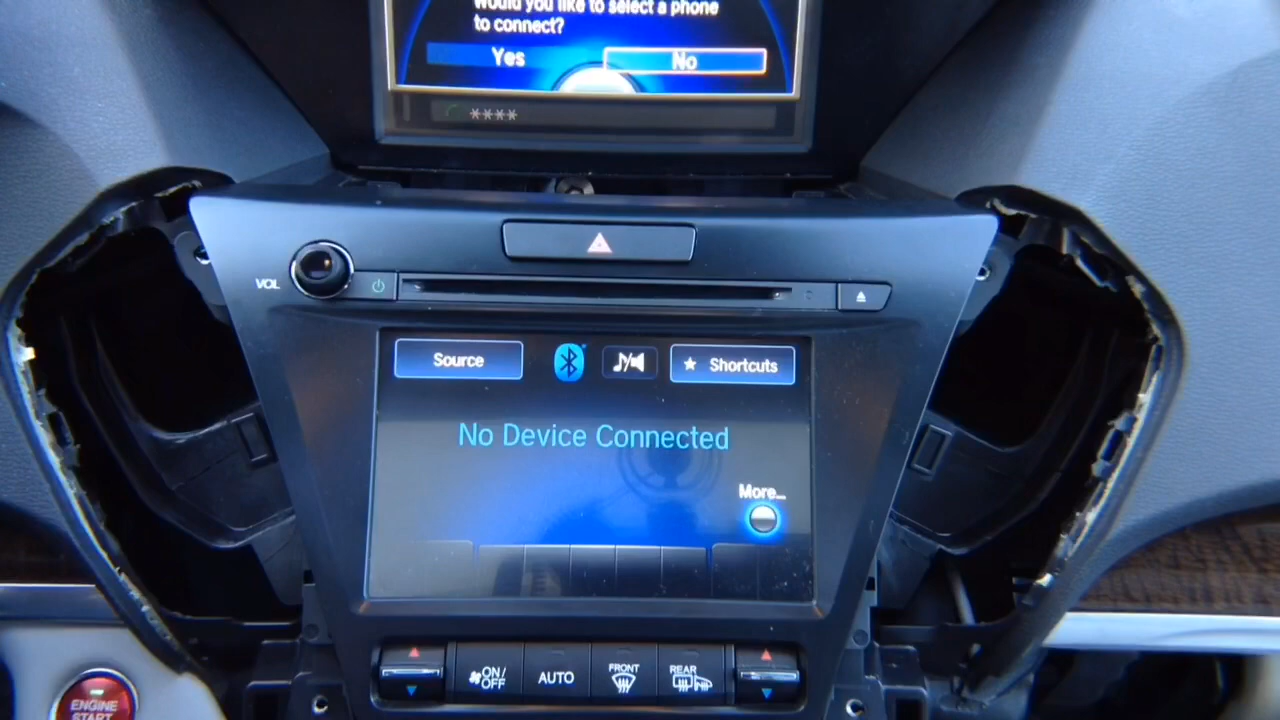 Would you like to select a phone
to connect?
Yes
No
****
VOL
Source
Shortcuts
No Device Connected
More...
ON/
OFF
AUTO
FRONT
REAR
ENGINE
START